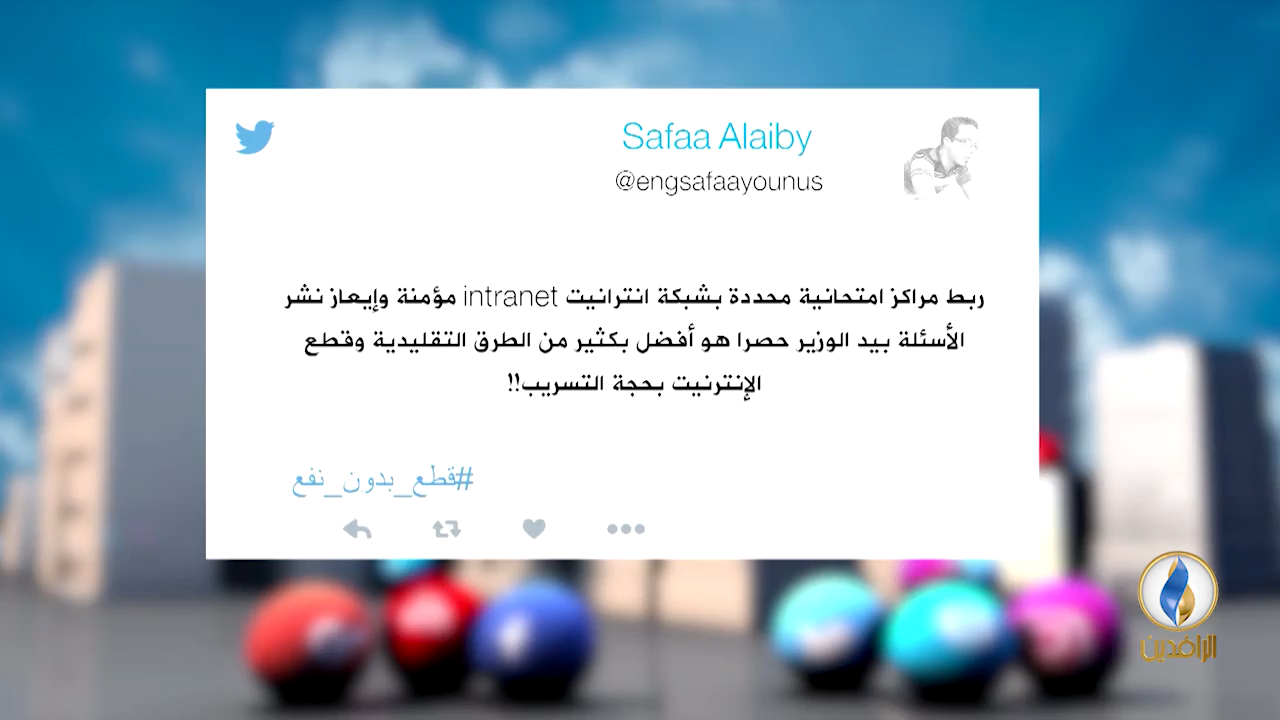 Safaa Alaiby
@engsafaayounus
ربط مراكز امتحانية محددة بشبكة انترانيت intranet مؤمنة وإيعاز نشر
الأسئلة بيد الوزير حصرا هو أفضل بكثير من الطرق التقليدية وقطع
الإنترنيت بحجة التسريب!!
#قطع_بدون_نفع
الرافدين